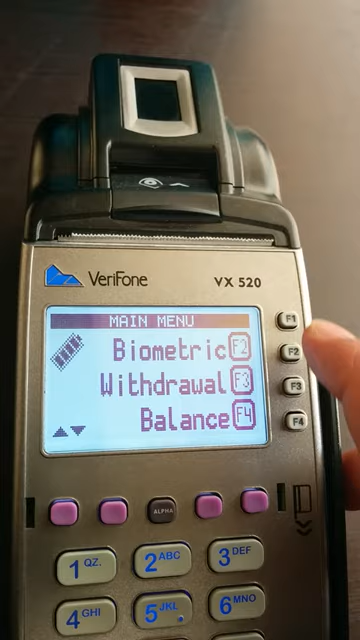 VeriFone
VX 520
MAIN MENU
Biometric F2
Withdrawal F3
Balance F4
F1
F2
F3
F4
ALPHA
1 QZ.
2 ABC
3 DEF
4 GHI
5 JKL
6 MNO